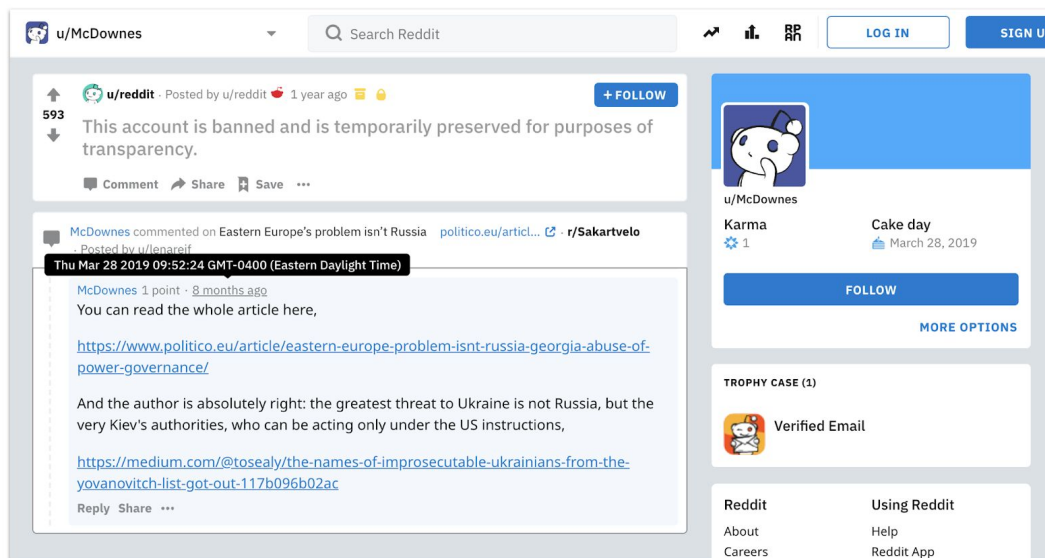 u/McDownes
Search Reddit
LOG IN
SIGN U
u/reddit · Posted by u/reddit 1 year ago
+ FOLLOW
593
This account is banned and is temporarily preserved for purposes of
transparency.
Comment Share Save ...
McDownes commented on Eastern Europe's problem isn't Russia politico.eu/articl... · r/Sakartvelo
· Posted by u/lenareif
Thu Mar 28 2019 09:52:24 GMT-0400 (Eastern Daylight Time)
McDownes 1 point · 8 months ago
You can read the whole article here,
https://www.politico.eu/article/eastern-europe-problem-isnt-russia-georgia-abuse-of-
power-governance/
And the author is absolutely right: the greatest threat to Ukraine is not Russia, but the
very Kiev's authorities, who can be acting only under the US instructions,
https://medium.com/@tosealy/the-names-of-improsecutable-ukrainians-from-the-
yovanovitch-list-got-out-117b096b02ac
Reply Share ...
u/McDownes
Karma Cake day
1 March 28, 2019
FOLLOW
MORE OPTIONS
TROPHY CASE (1)
Verified Email
Reddit Using Reddit
About Help
Careers Reddit App